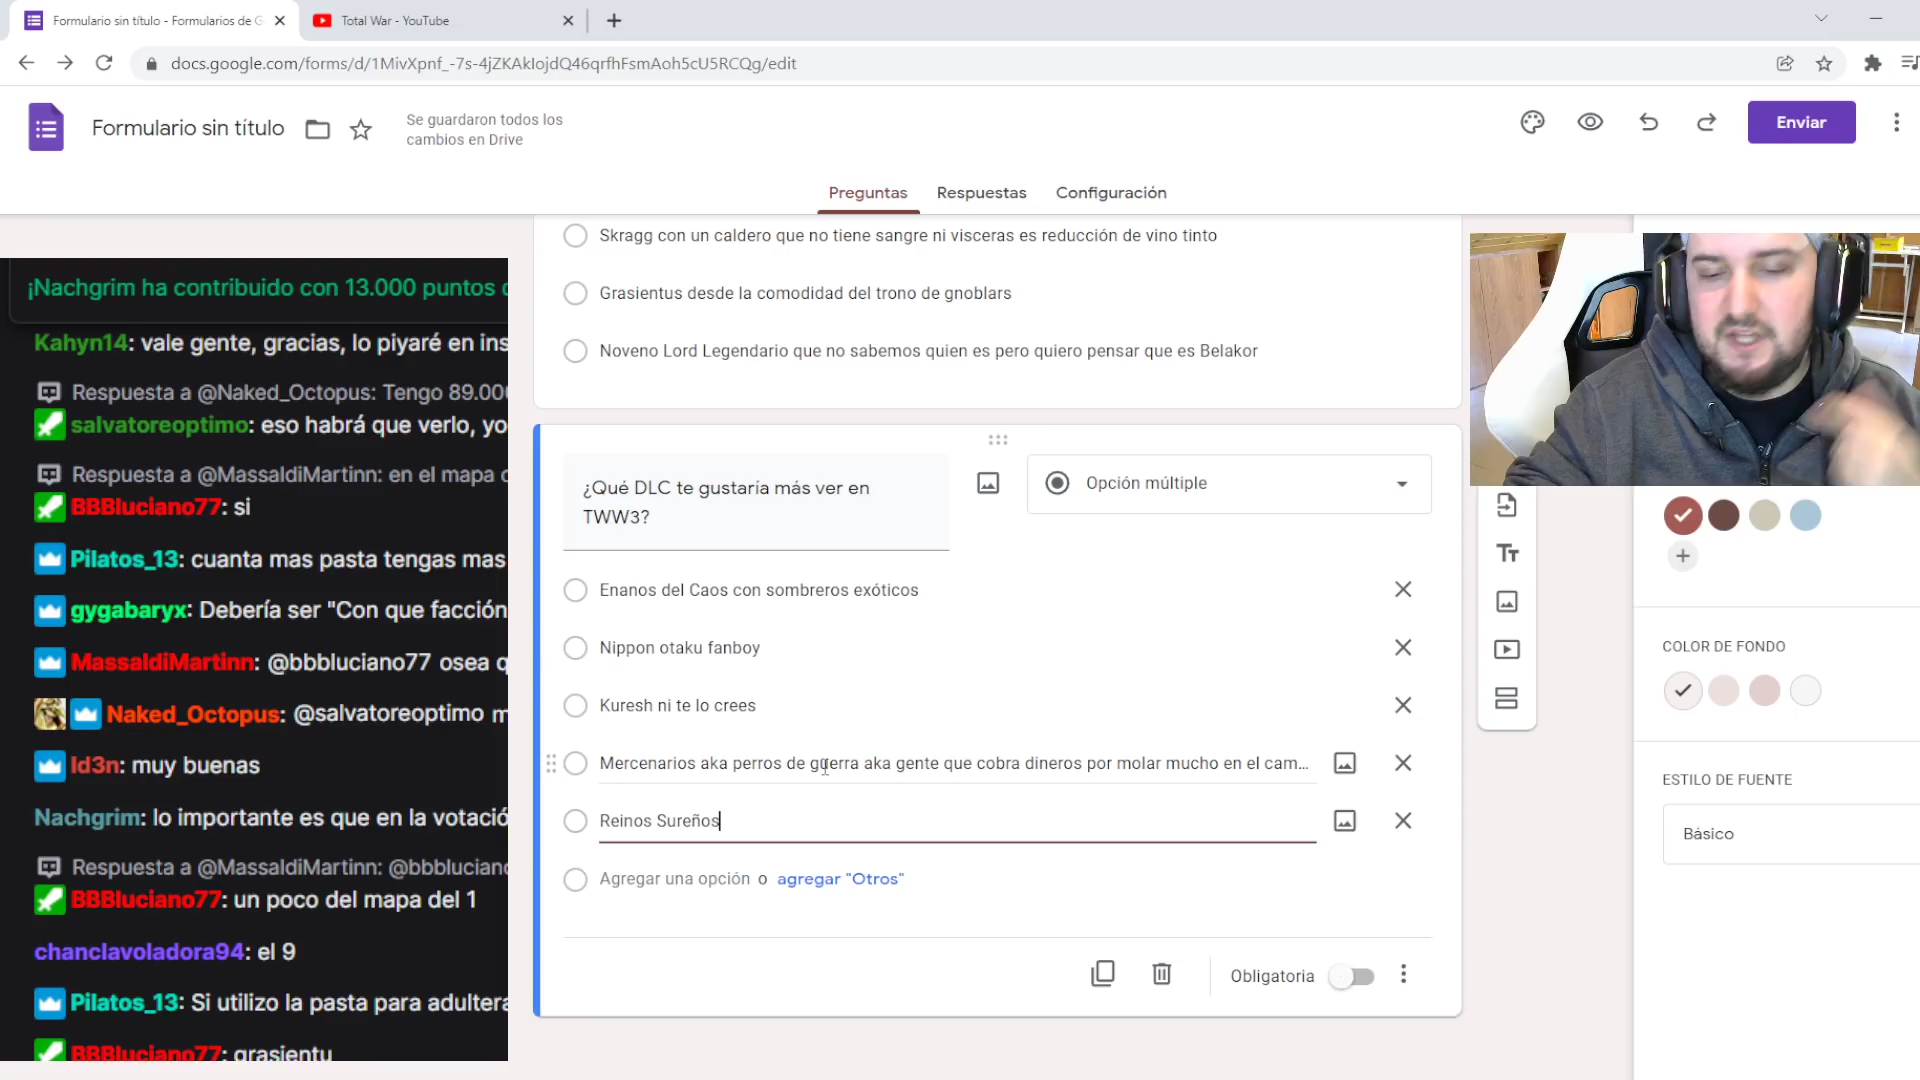 Formulario sin título - Formularios de G
Total War - YouTube
docs.google.com/forms/d/1MivXpnf_-7s-4jZKAkIojdQ46qrfhFsmAoh5cU5RCQg/edit
Formulario sin título
Se guardaron todos los
cambios en Drive
Enviar
Preguntas Respuestas Configuración
¡Nachgrim ha contribuido con 13.000 puntos
Kahyn14: vale gente, gracias, lo piyaré en ins
Respuesta a @Naked_Octopus: Tengo 89.00
salvatoreoptimo: eso habrá que verlo, yo
Respuesta a @MassaldiMartinn: en el mapa
BBBluciano77: si
Pilatos_13: cuanta mas pasta tengas mas
gygabaryx: Debería ser "Con que facción
MassaldiMartinn: @bbbluciano77 osea q
Naked_Octopus: @salvatoreoptimo m
Id3n: muy buenas
Nachgrim: lo importante es que en la votació
Respuesta a @MassaldiMartinn: @bbbluciano
BBBluciano77: un poco del mapa del 1
chanclavoladora94: el 9
Pilatos_13: Si utilizo la pasta para adultera
BBBluciano77: grasientu
Skragg con un caldero que no tiene sangre ni visceras es reducción de vino tinto
Grasientus desde la comodidad del trono de gnoblars
Noveno Lord Legendario que no sabemos quien es pero quiero pensar que es Belakor
¿Qué DLC te gustaría más ver en
TWW3?
Opción múltiple
Enanos del Caos con sombreros exóticos
Nippon otaku fanboy
Kuresh ni te lo crees
Mercenarios aka perros de guerra aka gente que cobra dineros por molar mucho en el cam...
Reinos Sureños
Agregar una opción o agregar "Otros"
Obligatoria
COLOR DE FONDO
ESTILO DE FUENTE
Básico